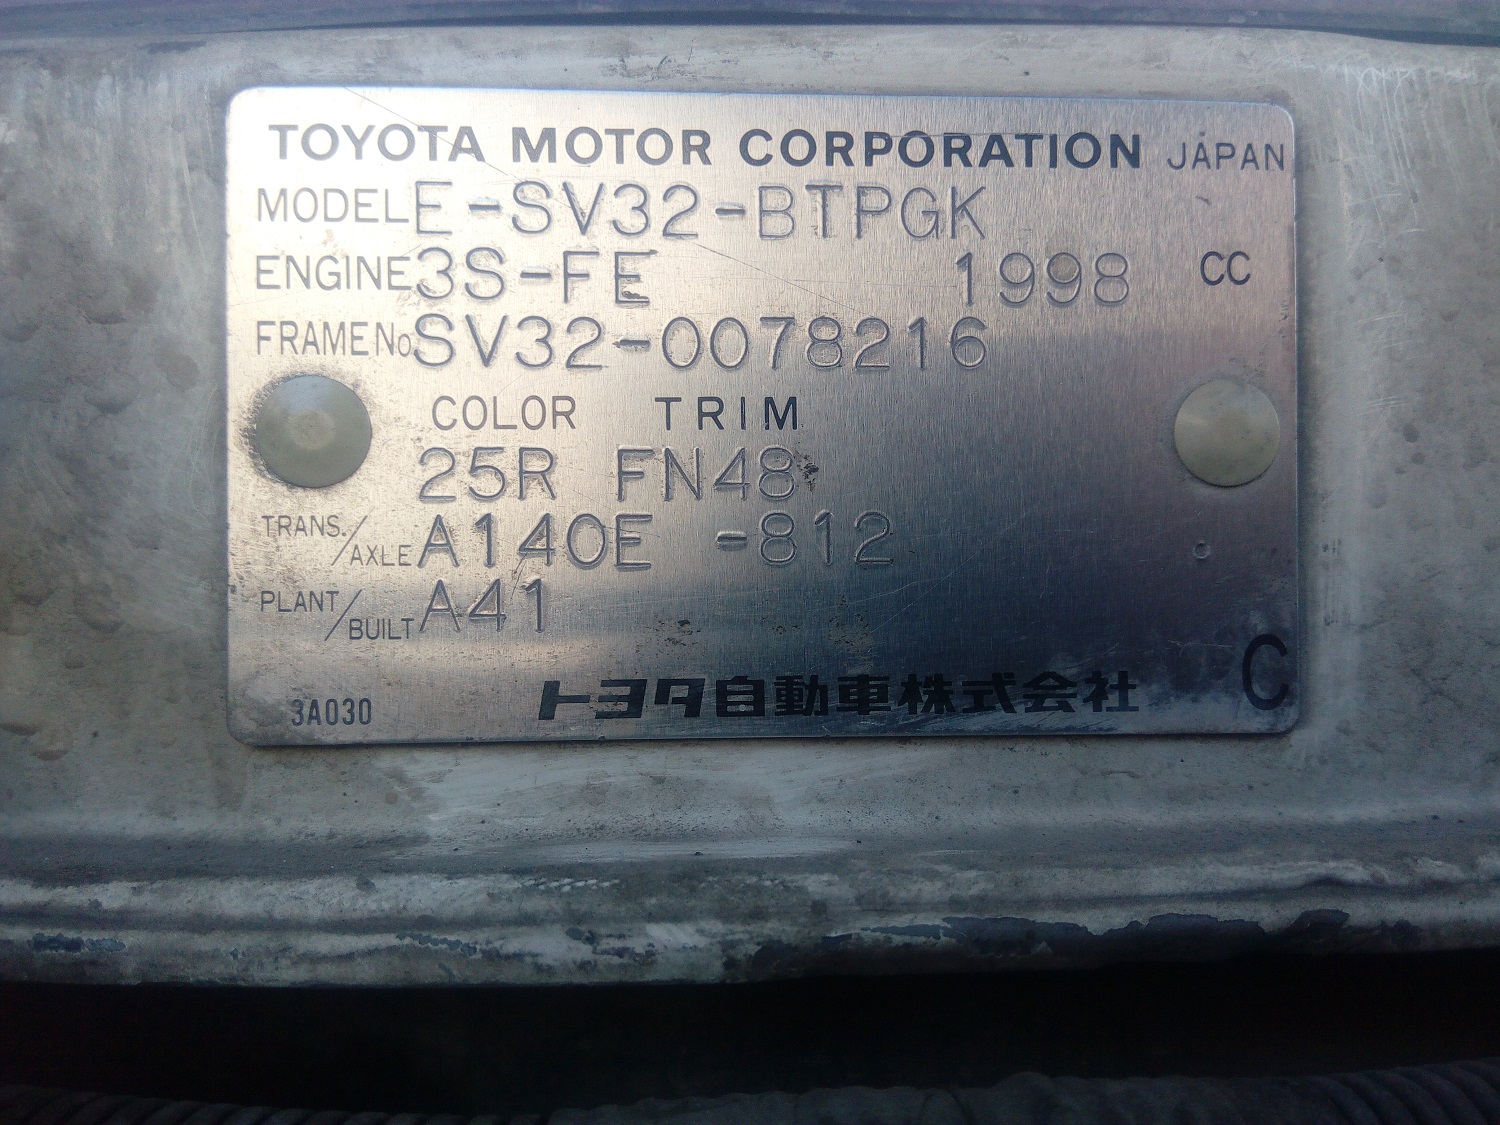 TOYOTA MOTOR CORPORATION JAPAN
MODEL E-SV32-BTPGK
ENGINE 3S-FE 1998 CC
FRAME No. SV32-0078216
COLOR TRIM
25R FN48
TRANS./AXLE A140E -812
PLANT/BUILT A41
3A030 トヨタ自動車株式会社 C